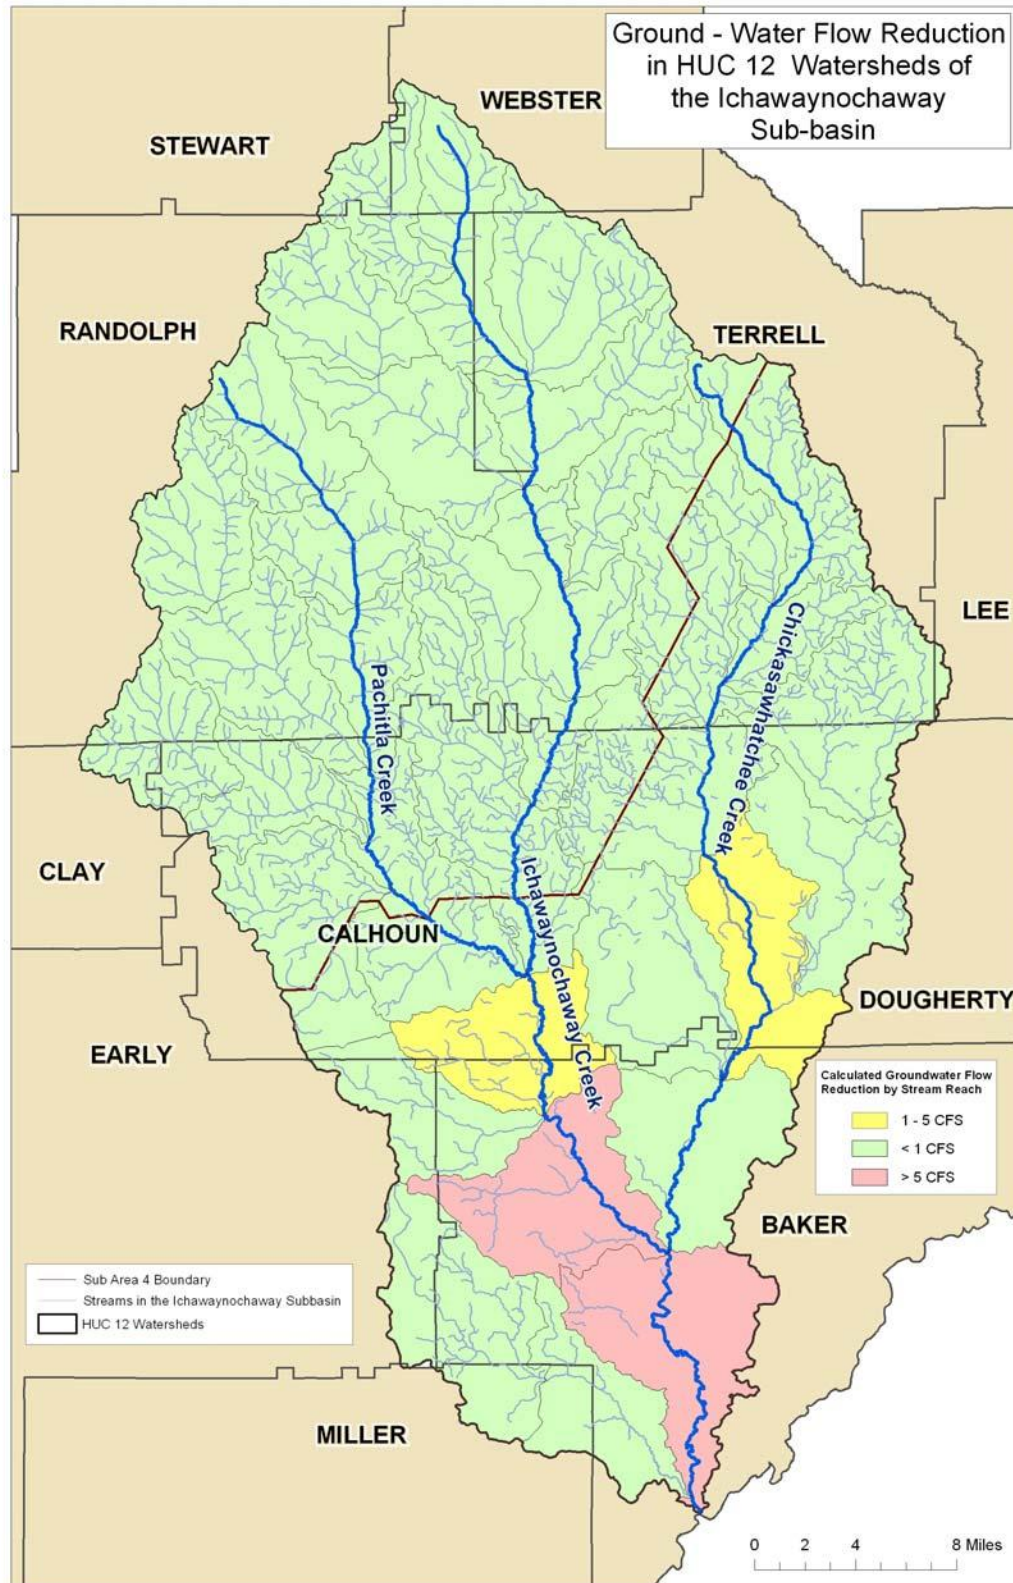 Ground - Water Flow Reduction
in HUC 12 Watersheds of
the Ichawaynochaway
Sub-basin
WEBSTER
STEWART
RANDOLPH
TERRELL
LEE
Chickasawhatchee Creek
Pachitla Creek
Ichawaynochaway Creek
CLAY
CALHOUN
DOUGHERTY
EARLY
Calculated Groundwater Flow
Reduction by Stream Reach
1 - 5 CFS
< 1 CFS
> 5 CFS
BAKER
Sub Area 4 Boundary
Streams in the Ichawaynochaway Subbasin
HUC 12 Watersheds
MILLER
0 2 4 8 Miles